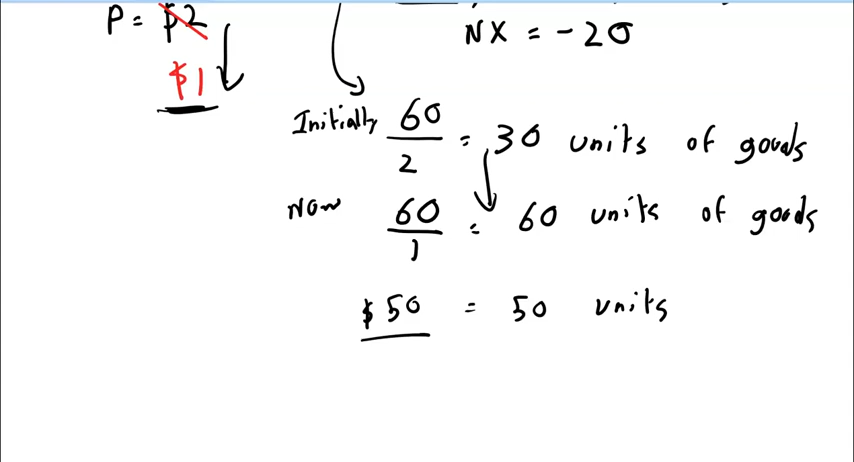 P = $2
$1
NX = -20
Initially 60/2 = 30 units of goods
Now 60/1 = 60 units of goods
$50 = 50 units